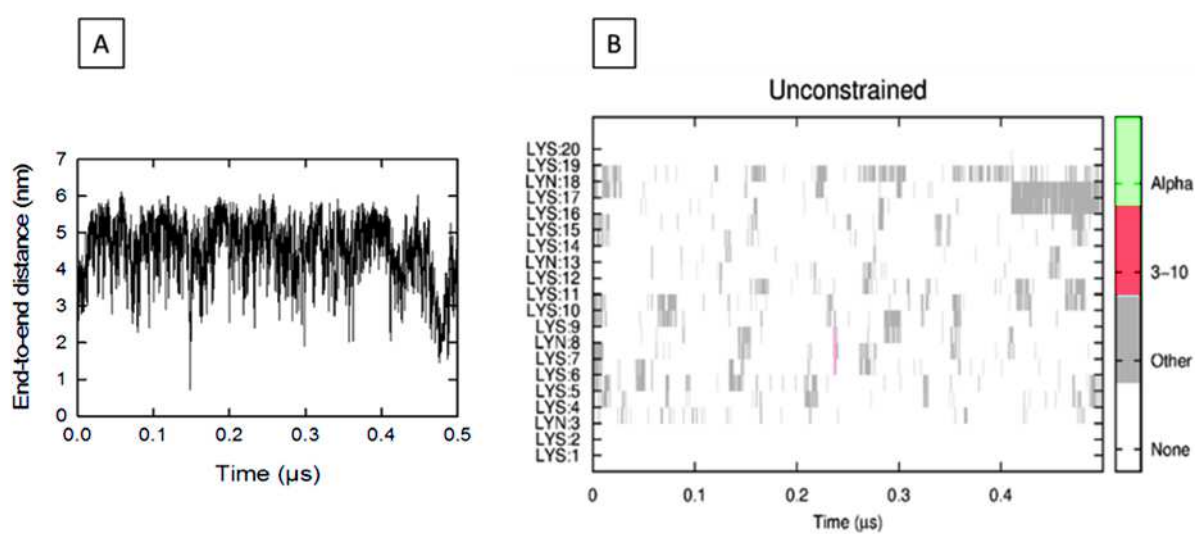 A
End-to-end distance (nm)
7
6
5
4
3
2
1
0
0.0 0.1 0.2 0.3 0.4 0.5
Time (μs)
B
Unconstrained
LYS:20
LYS:19
LYN:18
LYS:17
LYS:16
LYS:15
LYS:14
LYN:13
LYS:12
LYS:11
LYS:10
LYS:9
LYN:8
LYS:7
LYS:6
LYS:5
LYS:4
LYN:3
LYS:2
LYS:1
0 0.1 0.2 0.3 0.4
Time (μs)
Alpha
3-10
Other
None